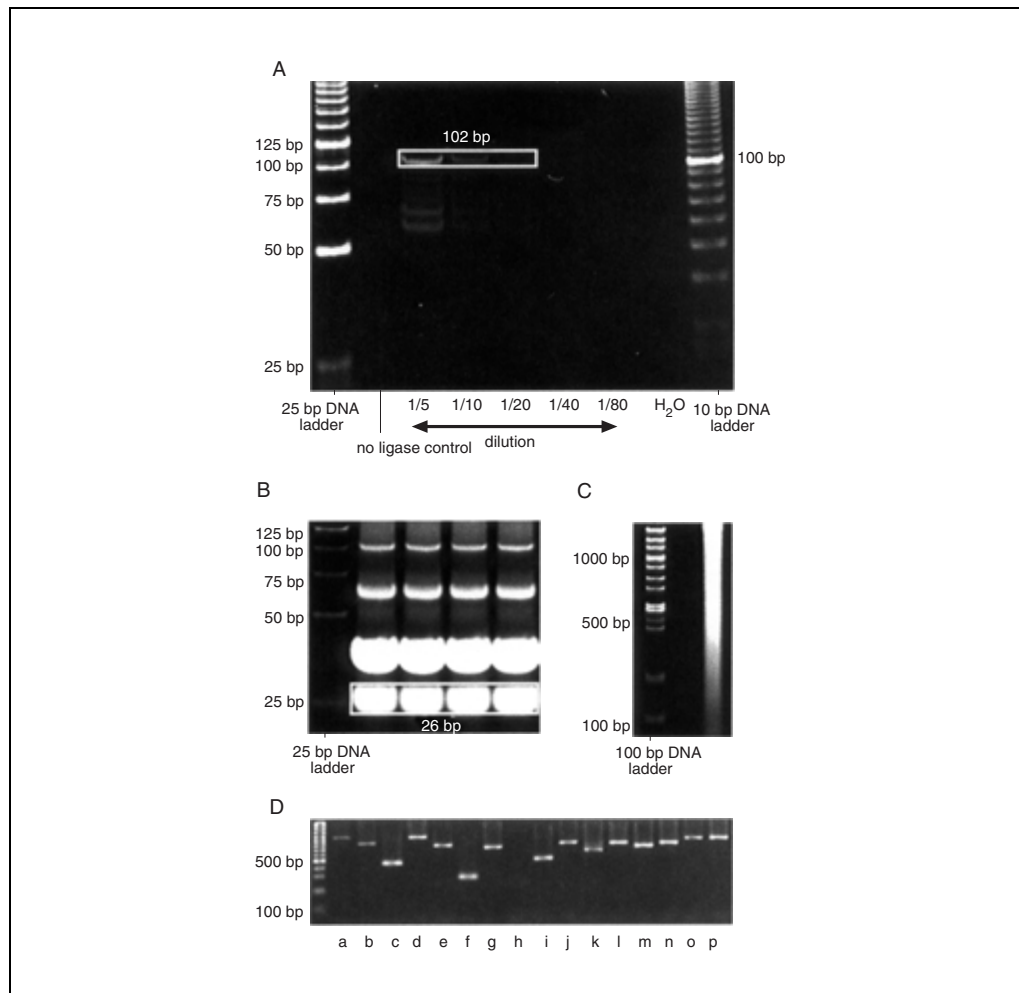 A
102 bp
125 bp
100 bp
75 bp
50 bp
25 bp
100 bp
25 bp DNA
ladder
no ligase control
1/5 1/10 1/20 1/40 1/80
dilution
H2O
10 bp DNA
ladder
B
125 bp
100 bp
75 bp
50 bp
25 bp
26 bp
25 bp DNA
ladder
C
1000 bp
500 bp
100 bp
100 bp DNA
ladder
D
500 bp
100 bp
a b c d e f g h i j k l m n o p